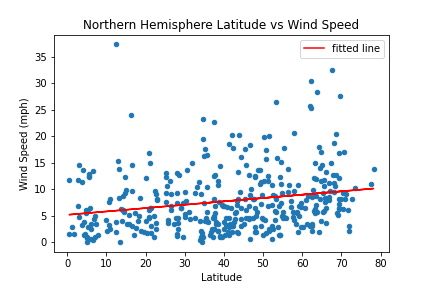 Northern Hemisphere Latitude vs Wind Speed
fitted line
Wind Speed (mph)
35
30
25
20
15
10
5
0
0 10 20 30 40 50 60 70 80
Latitude